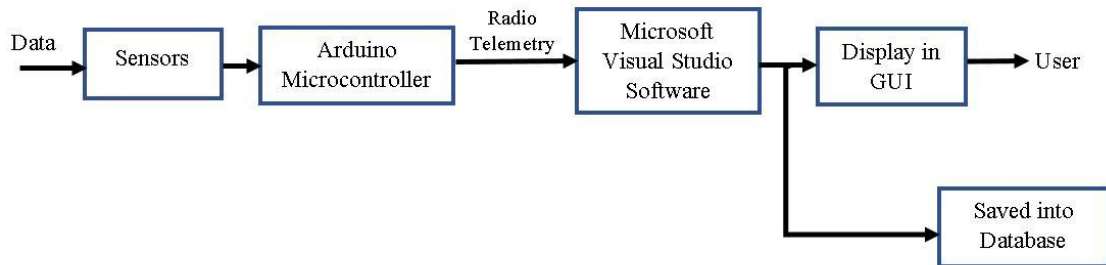 Data
Sensors
Arduino
Microcontroller
Radio
Telemetry
Microsoft
Visual Studio
Software
Display in
GUI
User
Saved into
Database